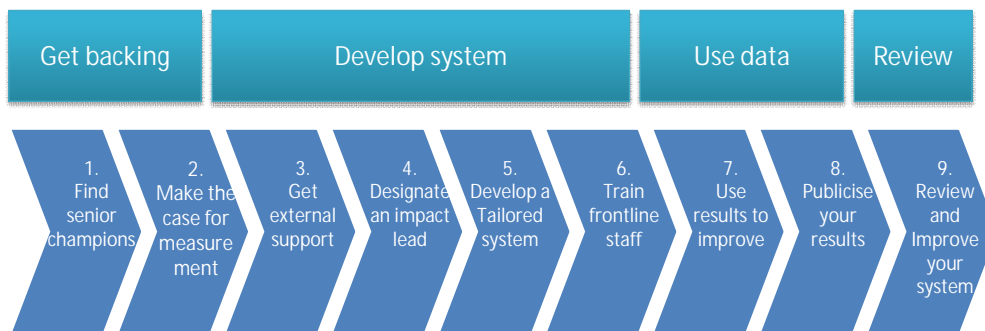 Get backing
Develop system
Use data
Review
1.
Find
senior
champions
2.
Make the
case for
measure
ment
3.
Get
external
support
4.
Designate
an impact
lead
5.
Develop a
Tailored
system
6.
Train
frontline
staff
7.
Use
results to
improve
8.
Publicise
your
results
9.
Review
and
Improve
your
system